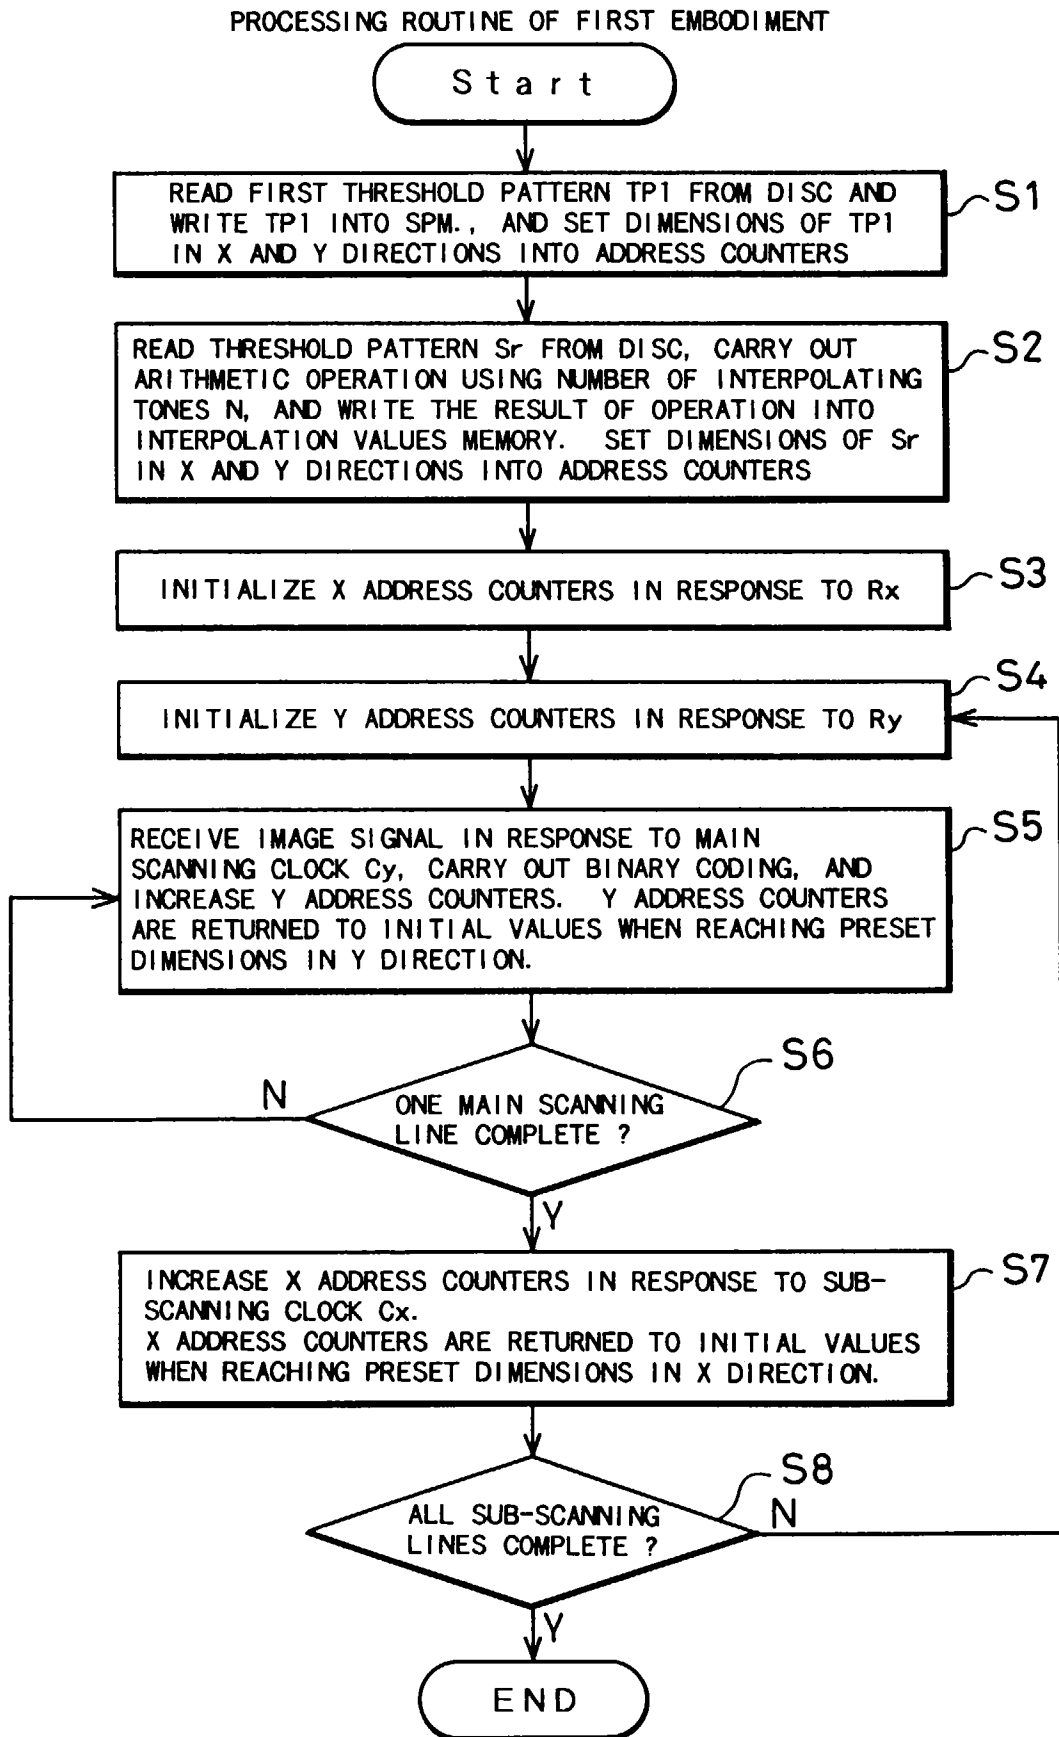 PROCESSING ROUTINE OF FIRST EMBODIMENT
Start
READ FIRST THRESHOLD PATTERN TP1 FROM DISC AND
WRITE TP1 INTO SPM., AND SET DIMENSIONS OF TP1
IN X AND Y DIRECTIONS INTO ADDRESS COUNTERS
S1
READ THRESHOLD PATTERN Sr FROM DISC, CARRY OUT
ARITHMETIC OPERATION USING NUMBER OF INTERPOLATING
TONES N, AND WRITE THE RESULT OF OPERATION INTO
INTERPOLATION VALUES MEMORY. SET DIMENSIONS OF Sr
IN X AND Y DIRECTIONS INTO ADDRESS COUNTERS
S2
INITIALIZE X ADDRESS COUNTERS IN RESPONSE TO Rx
S3
INITIALIZE Y ADDRESS COUNTERS IN RESPONSE TO Ry
S4
RECEIVE IMAGE SIGNAL IN RESPONSE TO MAIN
SCANNING CLOCK Cy, CARRY OUT BINARY CODING, AND
INCREASE Y ADDRESS COUNTERS. Y ADDRESS COUNTERS
ARE RETURNED TO INITIAL VALUES WHEN REACHING PRESET
DIMENSIONS IN Y DIRECTION.
S5
ONE MAIN SCANNING
LINE COMPLETE ?
S6
N
Y
INCREASE X ADDRESS COUNTERS IN RESPONSE TO SUB-
SCANNING CLOCK Cx.
X ADDRESS COUNTERS ARE RETURNED TO INITIAL VALUES
WHEN REACHING PRESET DIMENSIONS IN X DIRECTION.
S7
ALL SUB-SCANNING
LINES COMPLETE ?
S8
N
Y
END